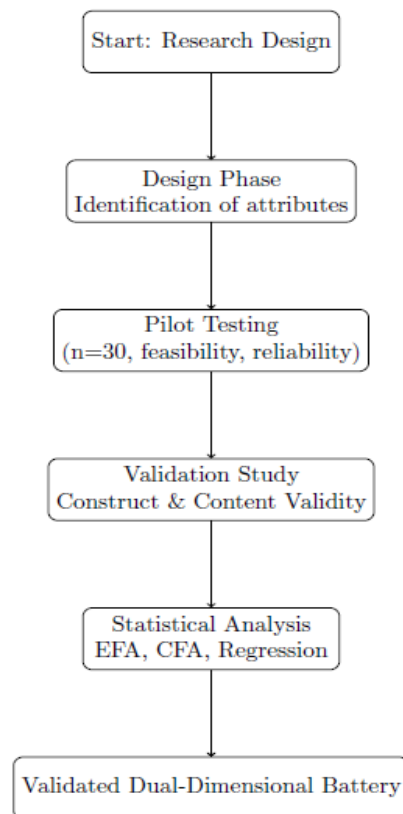 Start: Research Design
Design Phase
Identification of attributes
Pilot Testing
(n=30, feasibility, reliability)
Validation Study
Construct & Content Validity
Statistical Analysis
EFA, CFA, Regression
Validated Dual-Dimensional Battery